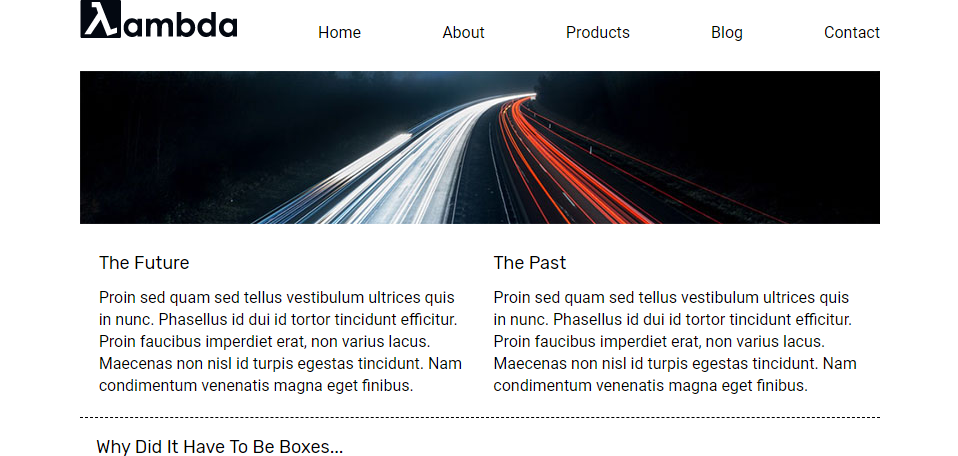 λambda
Home About Products Blog Contact
The Future
Proin sed quam sed tellus vestibulum ultrices quis
in nunc. Phasellus id dui id tortor tincidunt efficitur.
Proin faucibus imperdiet erat, non varius lacus.
Maecenas non nisl id turpis egestas tincidunt. Nam
condimentum venenatis magna eget finibus.
The Past
Proin sed quam sed tellus vestibulum ultrices quis
in nunc. Phasellus id dui id tortor tincidunt efficitur.
Proin faucibus imperdiet erat, non varius lacus.
Maecenas non nisl id turpis egestas tincidunt. Nam
condimentum venenatis magna eget finibus.
Why Did It Have To Be Boxes...